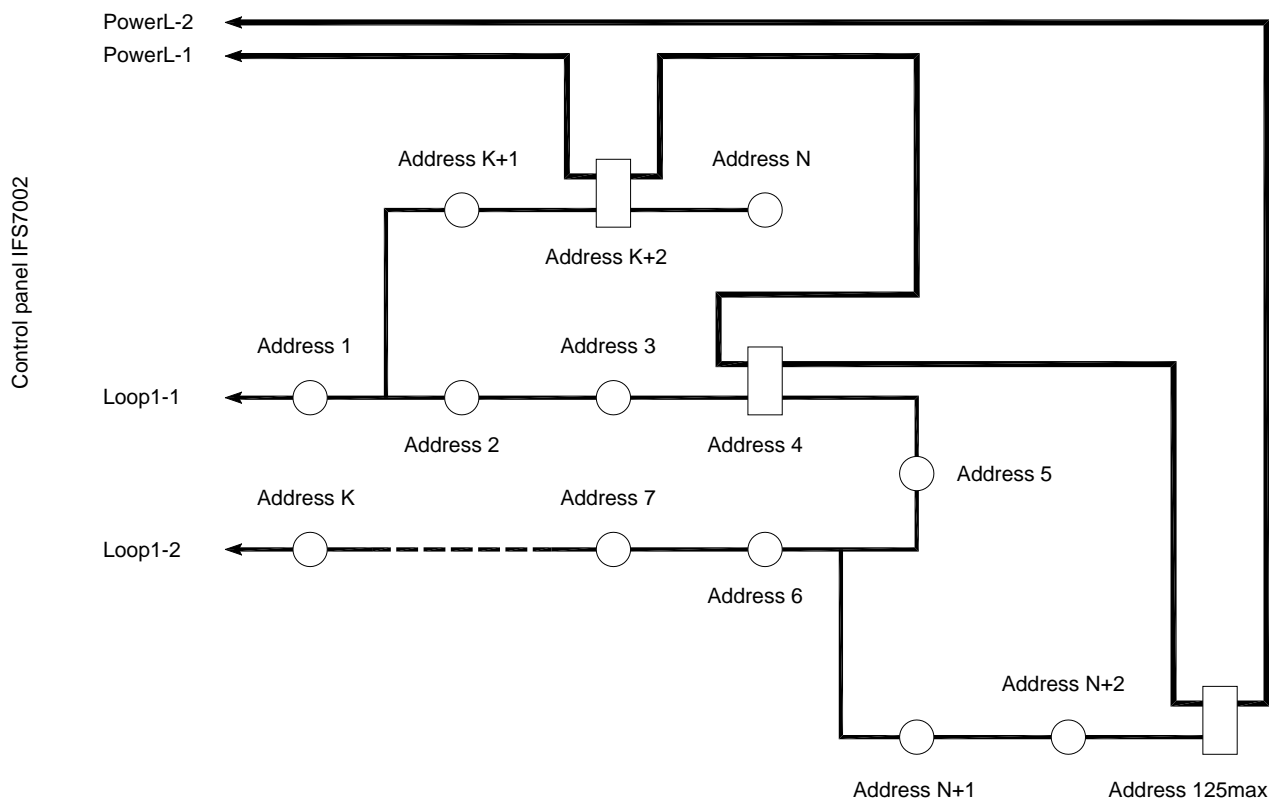 PowerL-2
PowerL-1
Control panel IFS7002
Address K+1
Address N
Address K+2
Address 1
Address 3
Loop1-1
Address 2
Address 4
Address 5
Address K
Address 7
Loop1-2
Address 6
Address N+2
Address N+1
Address 125max